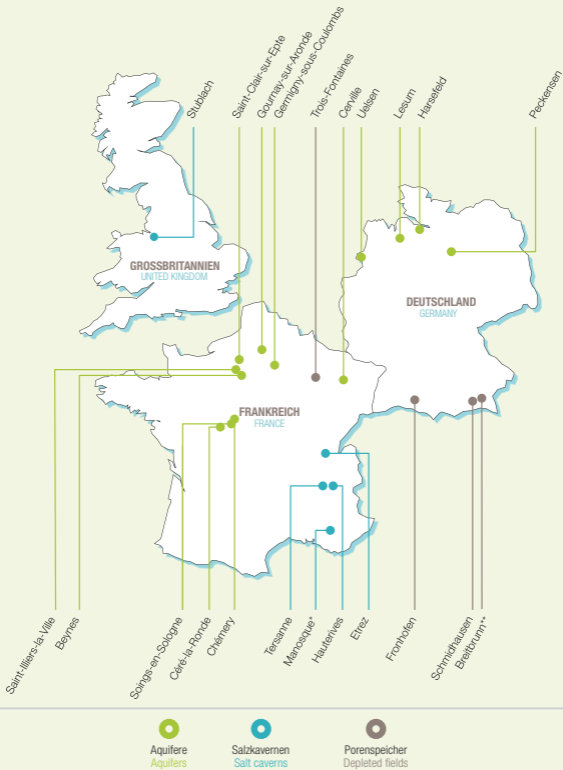 Stublach
Saint-Clair-sur-Epte
Gournay-sur-Aronde
Germigny-sous-Coulombs
Trois-Fontaines
Cerville
Uelsen
Lesum
Harsefeld
Peckensen
GROSSBRITANNIEN
UNITED KINGDOM
DEUTSCHLAND
GERMANY
FRANKREICH
FRANCE
Saint-Illiers-la-Ville
Beynes
Soings-en-Sologne
Céré-la-Ronde
Chémery
Tersanne
Manosque*
Hauterives
Etrez
Fronhofen
Schmidhausen
Breitbrunn**
Aquifere
Aquifers
Salzkavernen
Salt caverns
Porenspeicher
Depleted fields